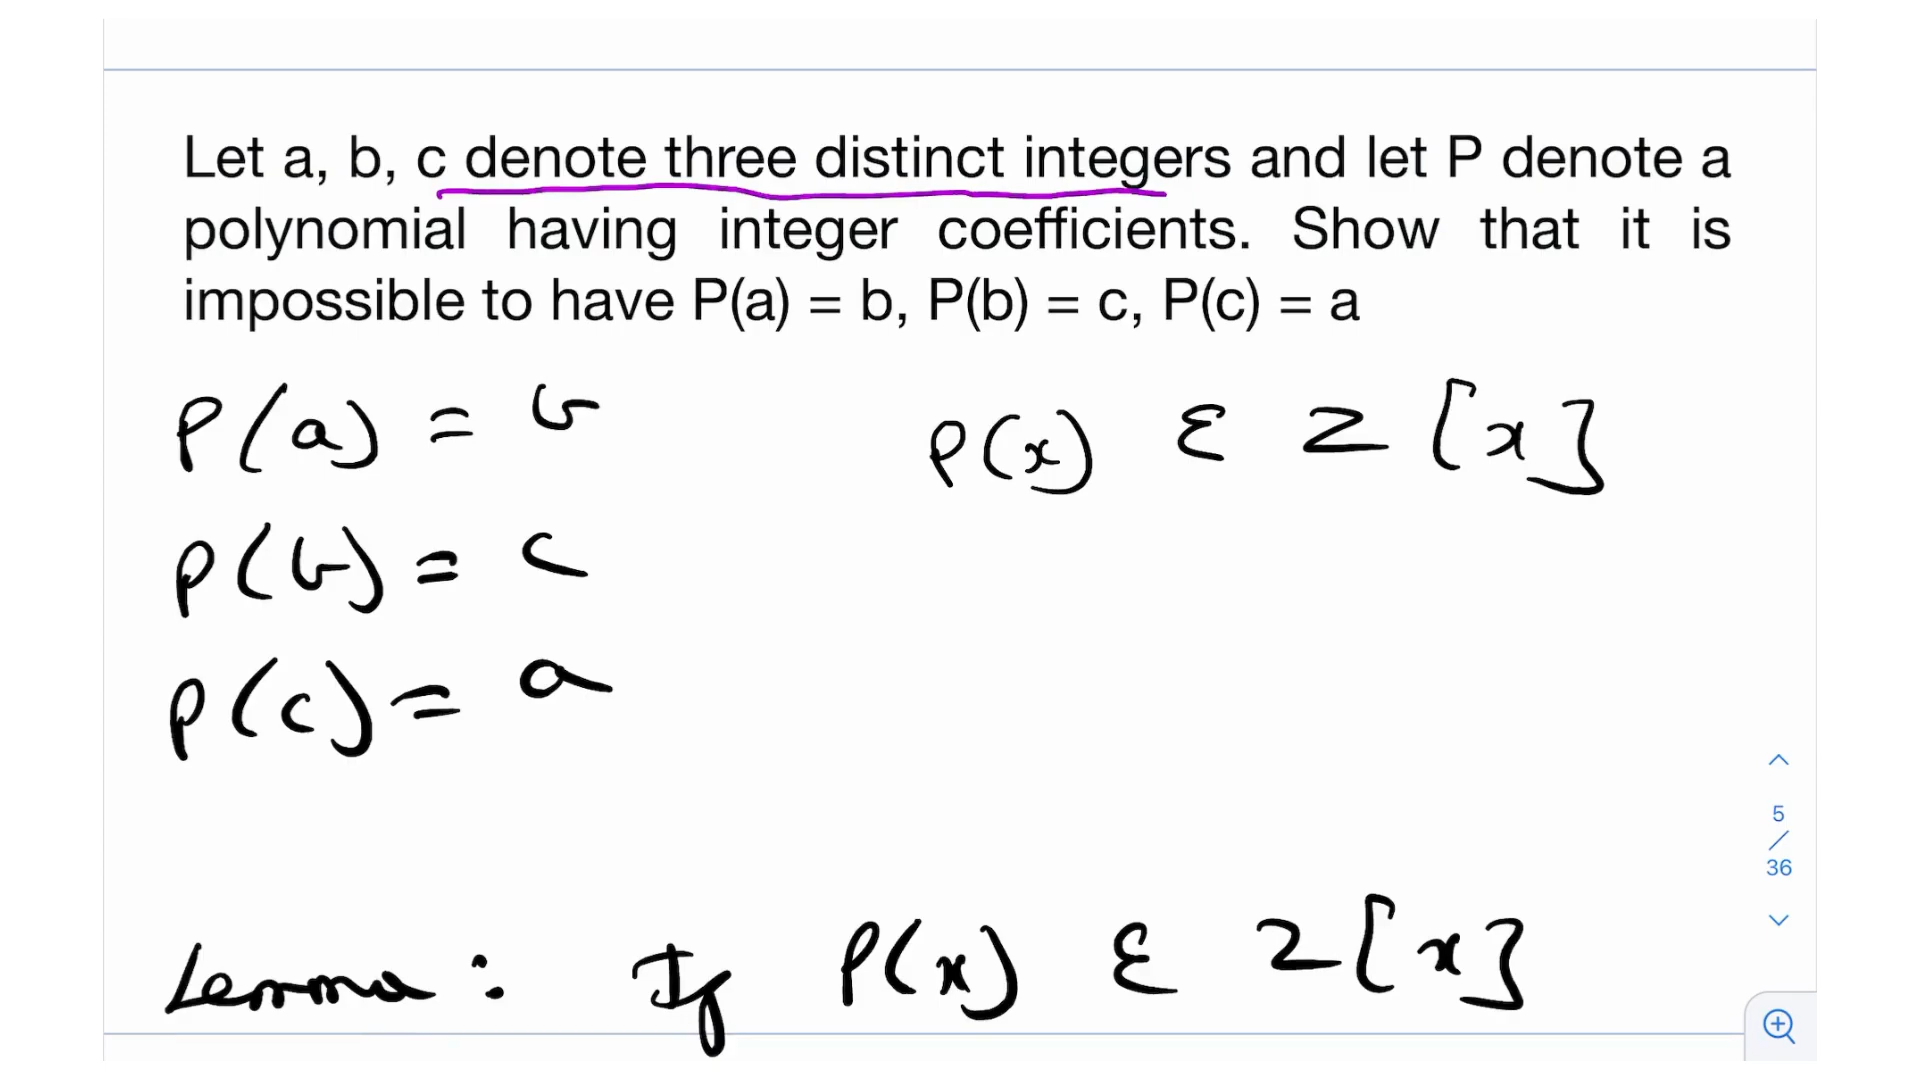 Let a, b, c denote three distinct integers and let P denote a
polynomial having integer coefficients. Show that it is
impossible to have P(a) = b, P(b) = c, P(c) = a
P(a) = b
P(x) ε Z [x]
P(b) = c
P(c) = a
5
/
36
Lemma : If P(x) ε Z[x]